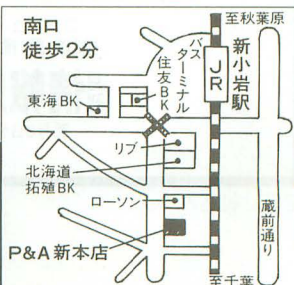 南口
徒歩2分
至秋葉原
バスターミナル
JR
新小岩駅
住友BK
東海BK
リブ
北海道
拓殖BK
ローソン
蔵前通り
P&A新本店
至千葉